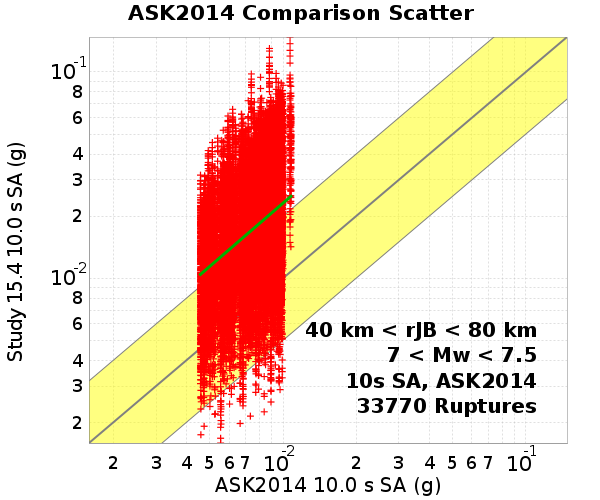 ASK2014 Comparison Scatter
Study 15.4 10.0 s SA (g)
10-1
8
6
4
3
2
10-2
8
6
4
3
2
40 km < rJB < 80 km
7 < Mw < 7.5
10s SA, ASK2014
33770 Ruptures
2 3 4 5 6 7 10-2 2 3 4 5 6 7 10-1
ASK2014 10.0 s SA (g)